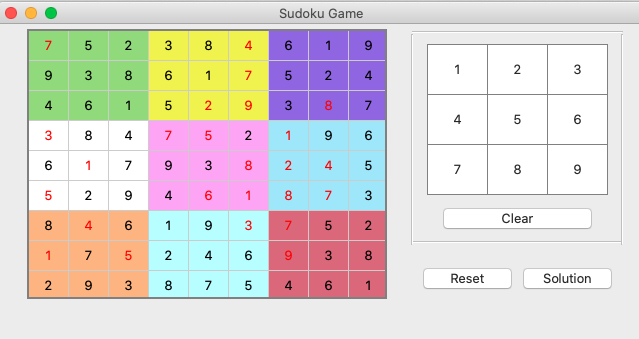 Sudoku Game
7 5 2 3 8 4 6 1 9
9 3 8 6 1 7 5 2 4
4 6 1 5 2 9 3 8 7
3 8 4 7 5 2 1 9 6
6 1 7 9 3 8 2 4 5
5 2 9 4 6 1 8 7 3
8 4 6 1 9 3 7 5 2
1 7 5 2 4 6 9 3 8
2 9 3 8 7 5 4 6 1
1 2 3
4 5 6
7 8 9
Clear
Reset Solution